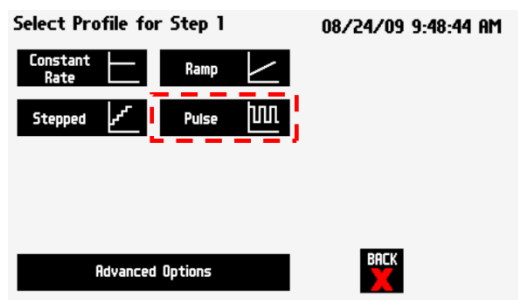 Select Profile for Step 1
08/24/09 9:48:44 AM
Constant
Rate
Ramp
Stepped
Pulse
Advanced Options
BACK
X